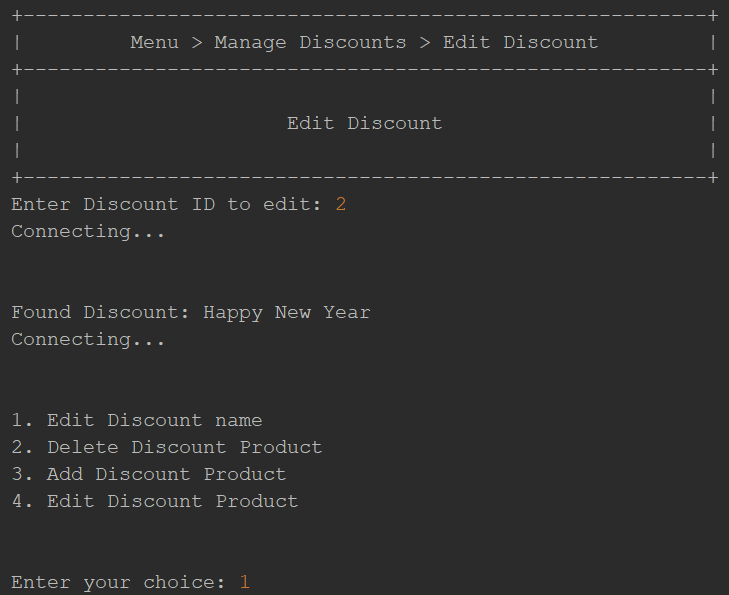 +---------------------------------------------------------+
|         Menu > Manage Discounts > Edit Discount         |
+---------------------------------------------------------+
|                                                         |
|                      Edit Discount                      |
|                                                         |
+---------------------------------------------------------+
Enter Discount ID to edit: 2
Connecting...
Found Discount: Happy New Year
Connecting...
1. Edit Discount name
2. Delete Discount Product
3. Add Discount Product
4. Edit Discount Product
Enter your choice: 1